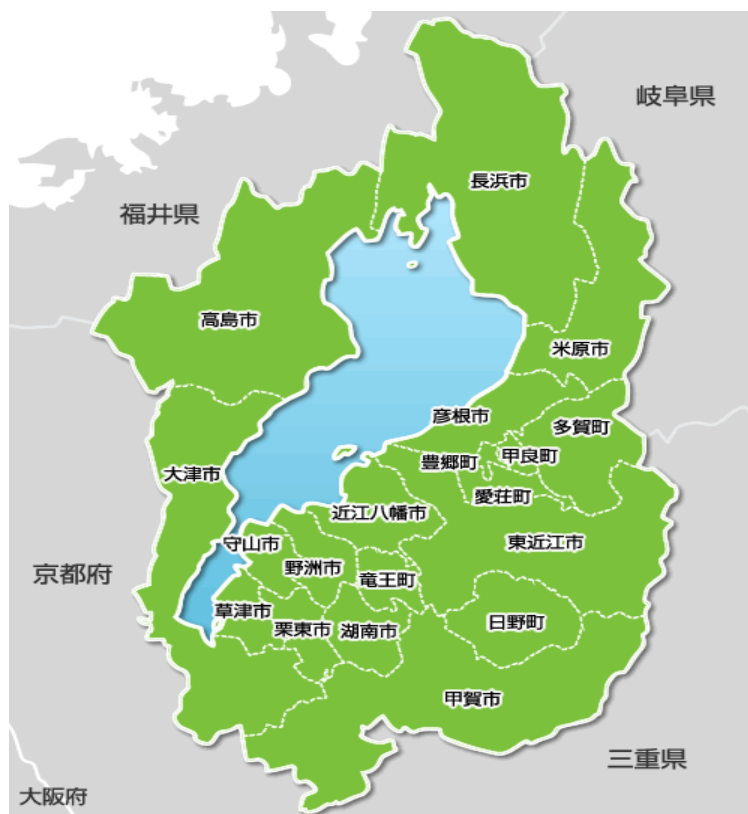 岐阜県
長浜市
福井県
高島市
米原市
彦根市
多賀町
豊郷町
甲良町
大津市
愛荘町
近江八幡市
守山市
東近江市
野洲市
京都府
竜王町
草津市
日野町
栗東市
湖南市
甲賀市
三重県
大阪府